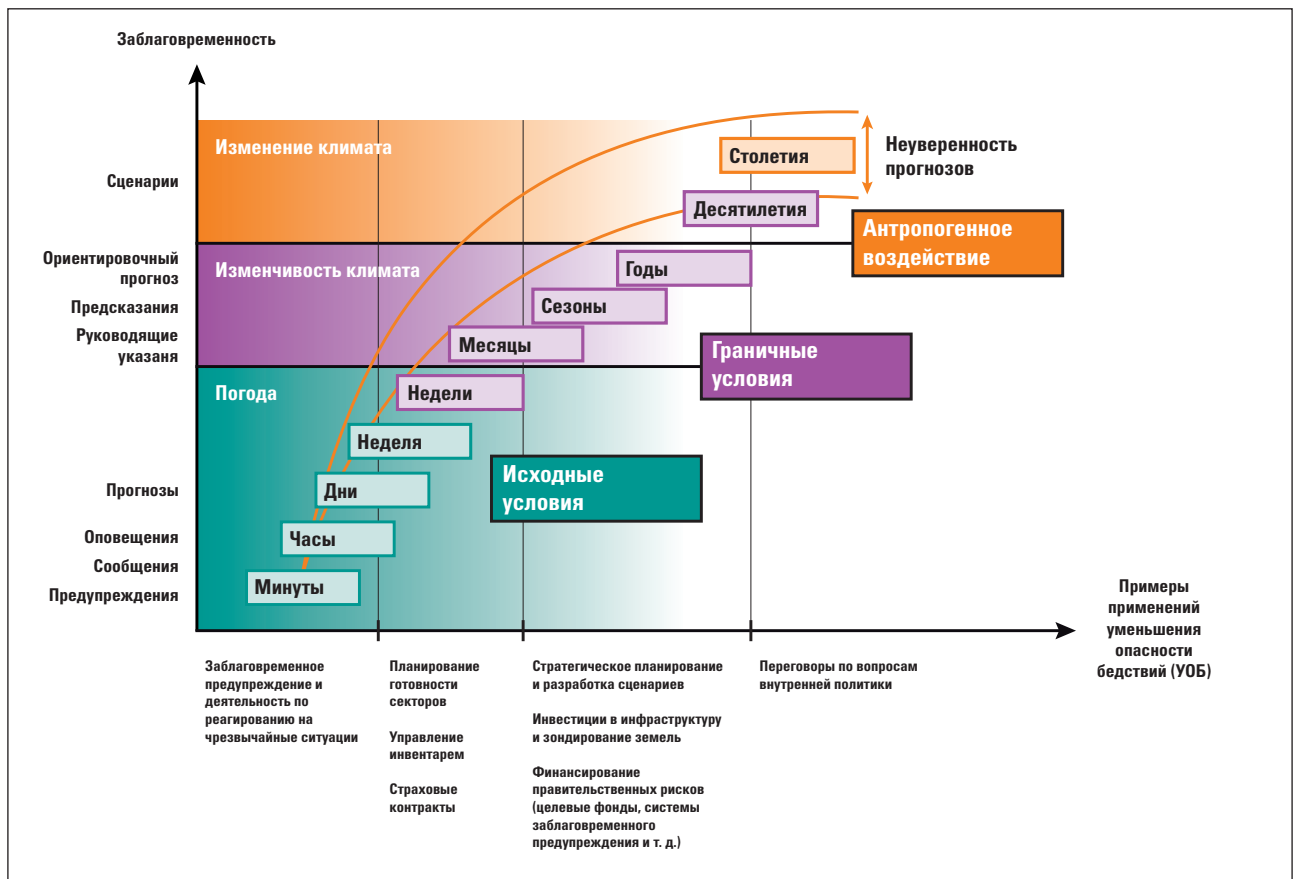 Заблаговременность
Изменение климата
Столетия
Неуверенность
прогнозов
Сценарии
Десятилетия
Антропогенное
воздействие
Ориентировочный
прогноз
Изменчивость климата
Годы
Предсказания
Сезоны
Руководящие
указаня
Месяцы
Граничные
условия
Погода
Недели
Неделя
Исходные
условия
Прогнозы
Дни
Оповещения
Часы
Сообщения
Предупреждения
Минуты
Примеры
применений
уменьшения
опасности
бедствий (УОБ)
Заблаговременное
предупреждение и
деятельность по
реагированию на
чрезвычайные ситуации
Планирование
готовности
секторов
Управление
инвентарем
Страховые
контракты
Стратегическое планирование
и разработка сценариев
Инвестиции в инфраструктуру
и зондирование земель
Финансирование
правительственных рисков
(целевые фонды, системы
заблаговременного
предупреждения и т. д.)
Переговоры по вопросам
внутренней политики